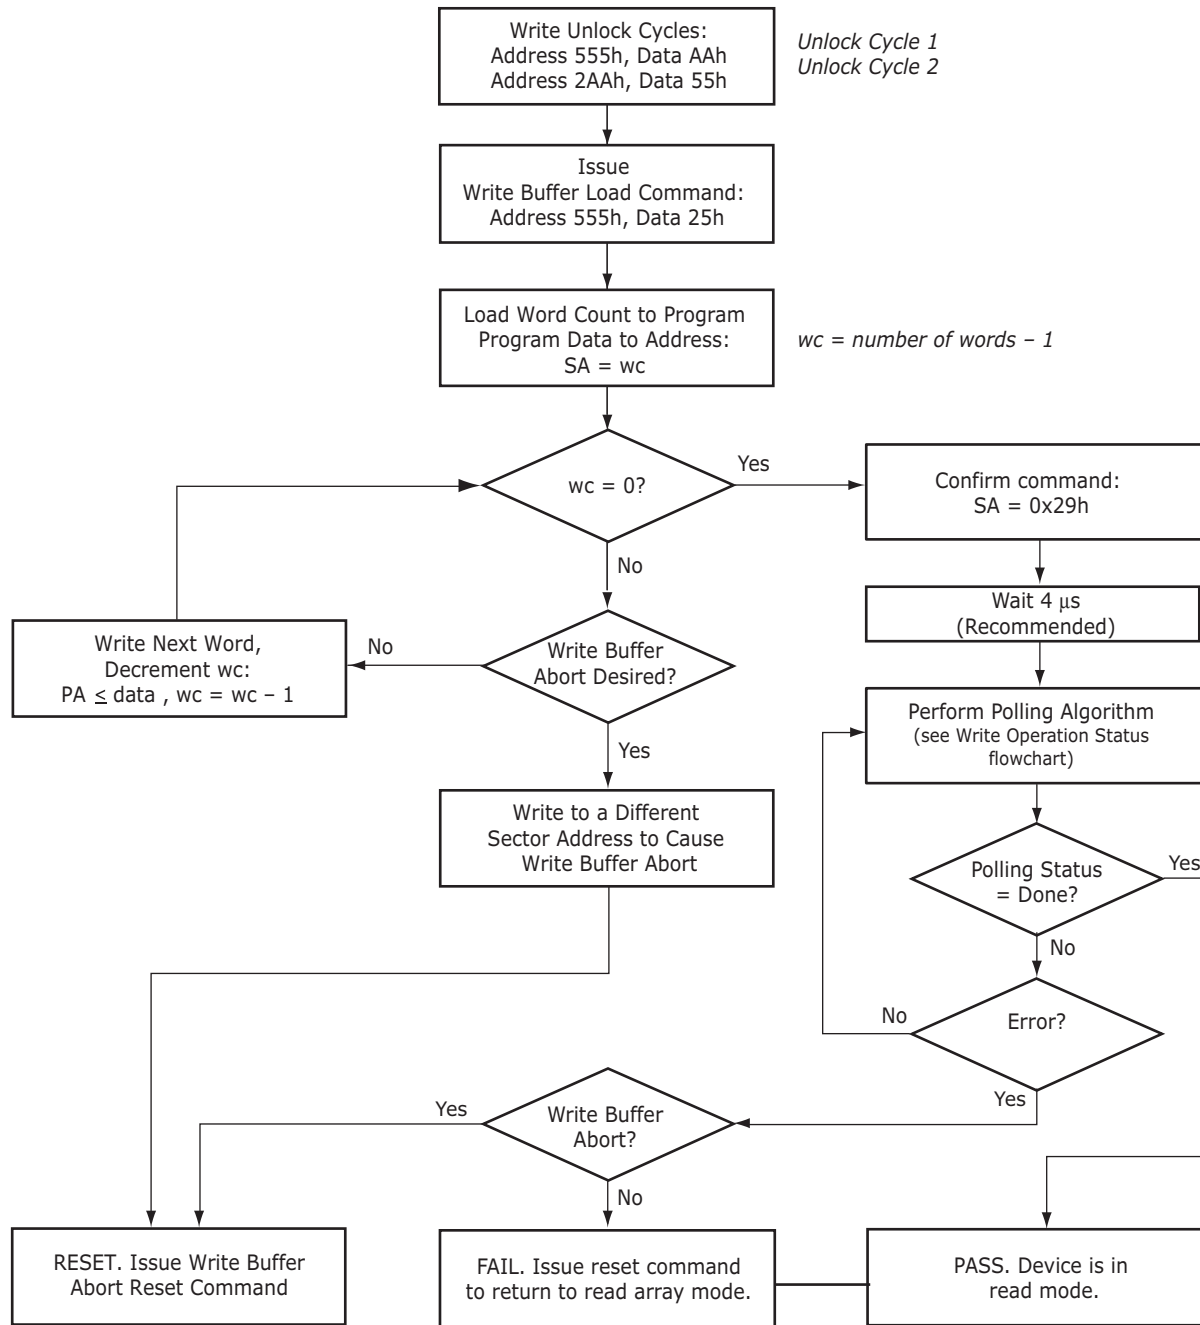 Write Unlock Cycles:
Address 555h, Data AAh
Address 2AAh, Data 55h
Unlock Cycle 1
Unlock Cycle 2
Issue
Write Buffer Load Command:
Address 555h, Data 25h
Load Word Count to Program
Program Data to Address:
SA = wc
wc = number of words – 1
wc = 0?
Yes
Confirm command:
SA = 0x29h
No
Wait 4 μs
(Recommended)
Write Next Word,
Decrement wc:
PA ≤ data , wc = wc – 1
No
Write Buffer
Abort Desired?
Perform Polling Algorithm
(see Write Operation Status
flowchart)
Yes
Write to a Different
Sector Address to Cause
Write Buffer Abort
Polling Status
= Done?
Yes
No
No
Error?
Yes
Yes
Write Buffer
Abort?
No
RESET. Issue Write Buffer
Abort Reset Command
FAIL. Issue reset command
to return to read array mode.
PASS. Device is in
read mode.